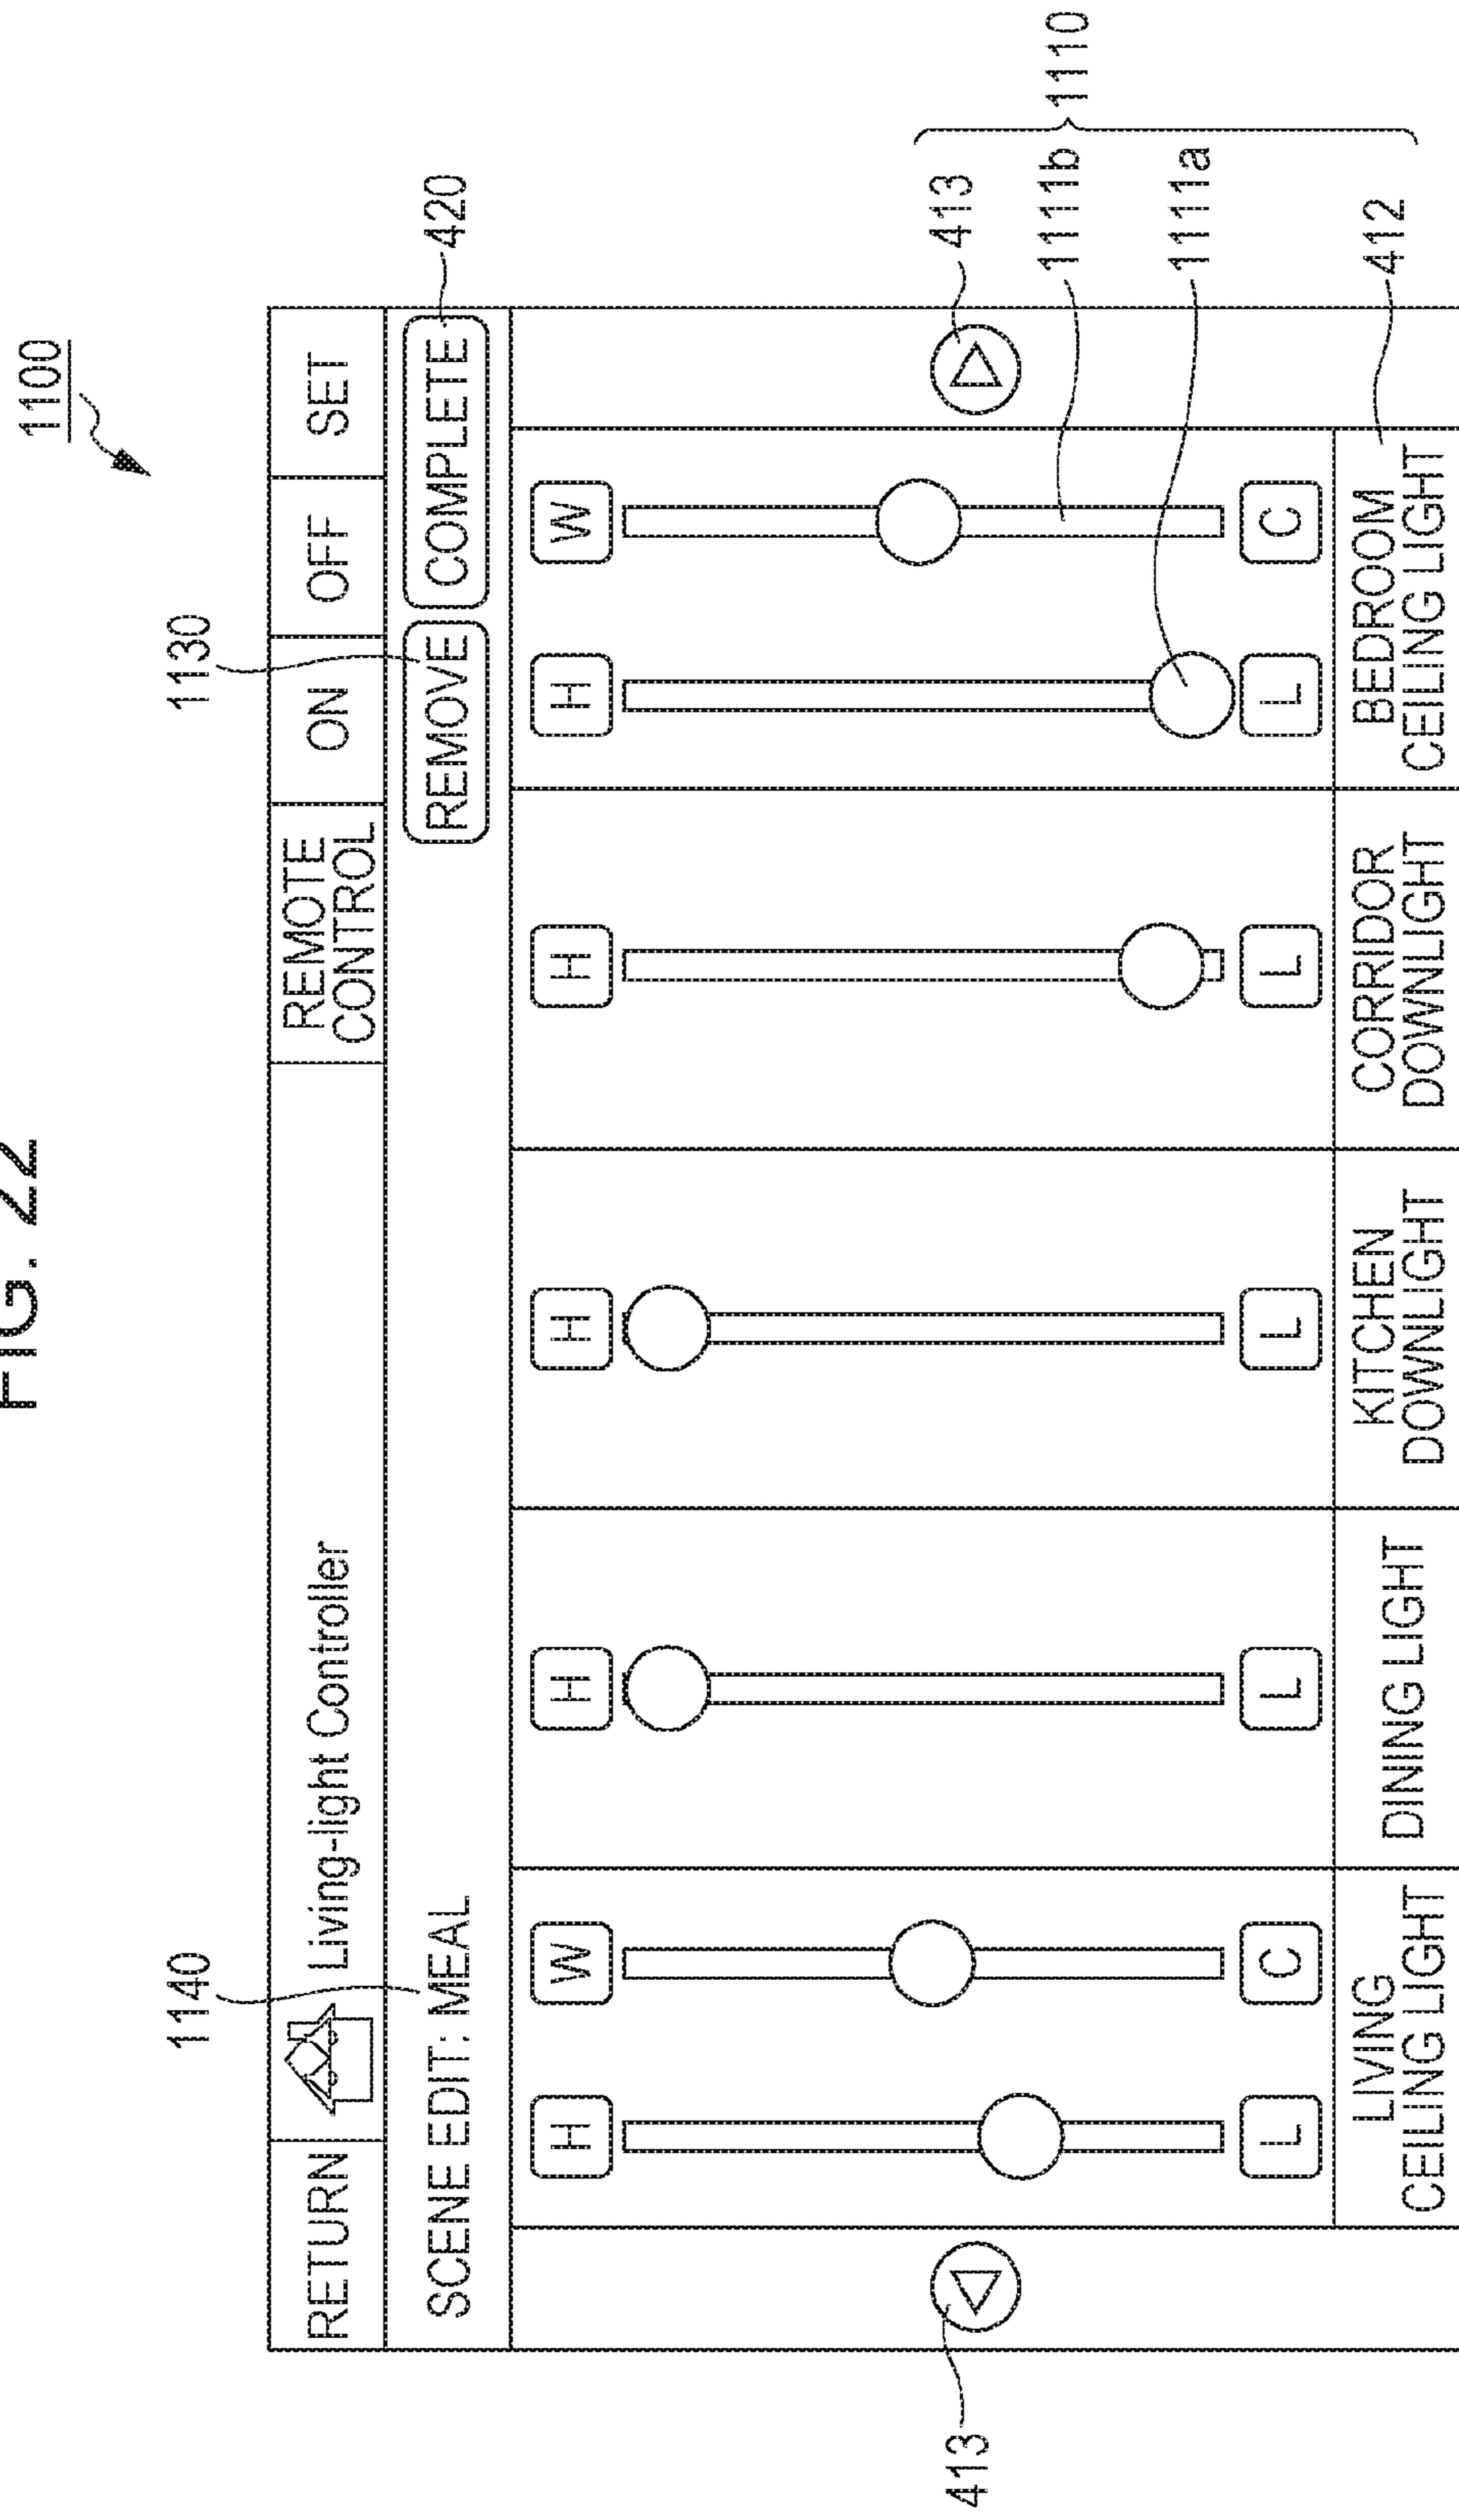 FIG. 22
1100
1140
1130
RETURN
Living-light Controller
REMOTE
CONTROL
ON
OFF
SET
SCENE EDIT: MEAL
REMOVE
COMPLETE
420
H
W
H
H
H
H
W
413
413
1111b
1111a
1110
L
C
L
L
L
L
C
412
LIVING
CEILING LIGHT
DINING LIGHT
KITCHEN
DOWNLIGHT
CORRIDOR
DOWNLIGHT
BEDROOM
CEILING LIGHT